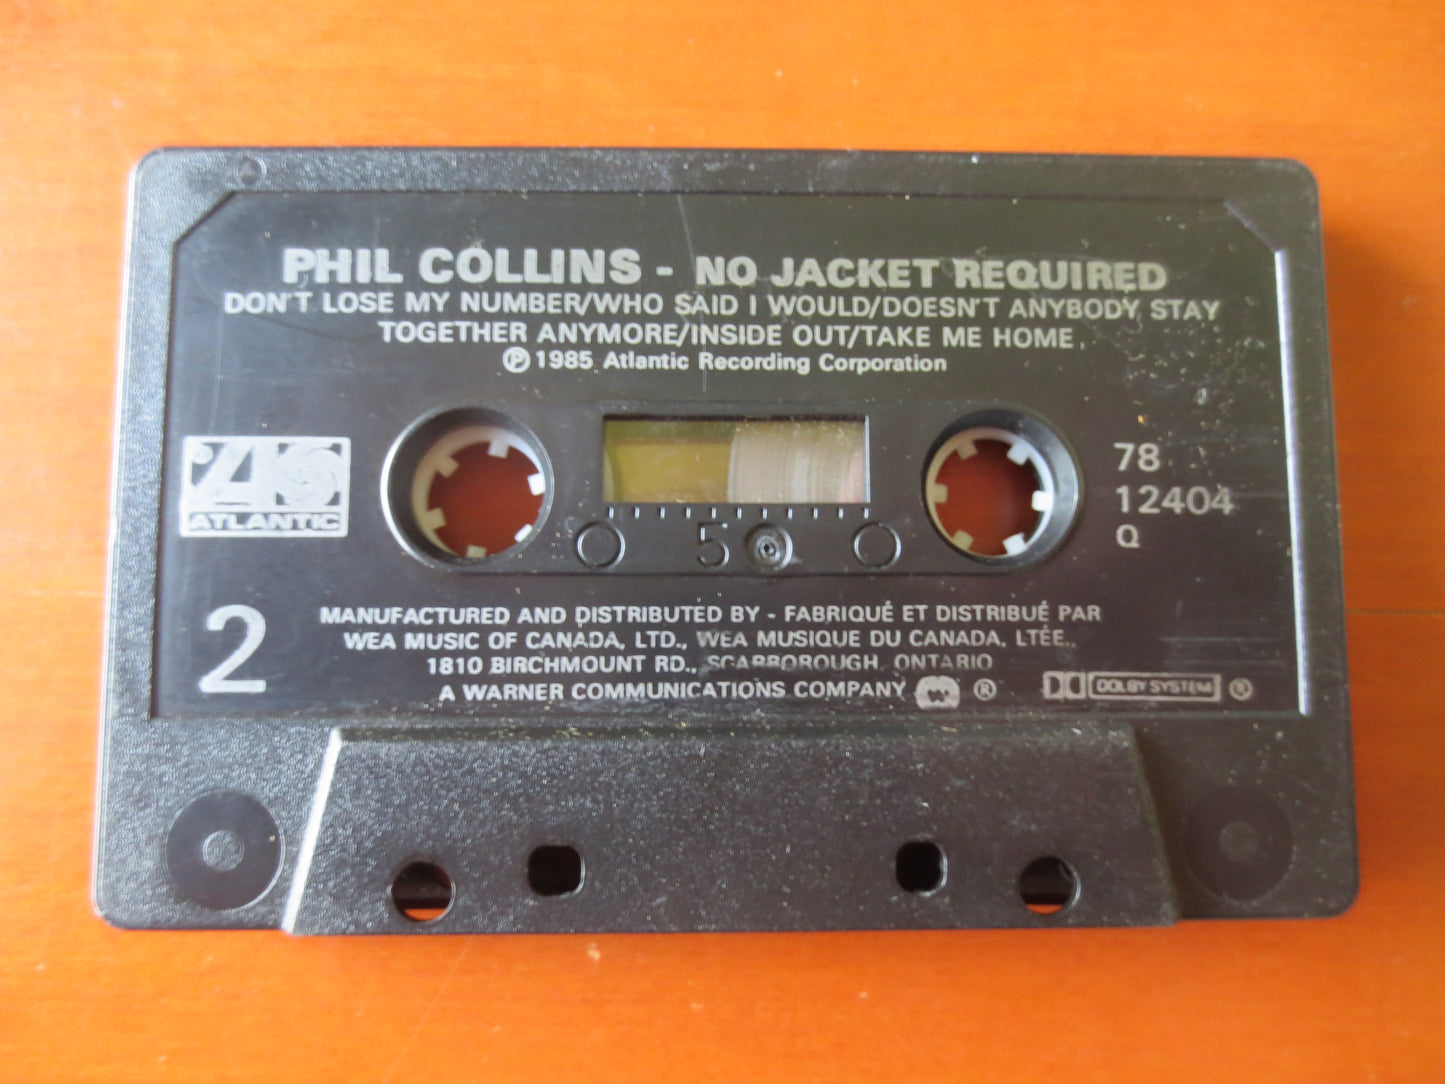 PHIL COLLINS - NO JACKET REQUIRED
DON'T LOSE MY NUMBER/WHO SAID I WOULD/DOESN'T ANYBODY STAY
TOGETHER ANYMORE/INSIDE OUT/TAKE ME HOME
℗ 1985 Atlantic Recording Corporation
ATLANTIC
78
12404
Q
5
2
MANUFACTURED AND DISTRIBUTED BY - FABRIQUÉ ET DISTRIBUÉ PAR
WEA MUSIC OF CANADA, LTD., WEA MUSIQUE DU CANADA, LTÉE.,
1810 BIRCHMOUNT RD., SCARBOROUGH, ONTARIO
A WARNER COMMUNICATIONS COMPANY ®
DOLBY SYSTEM ®